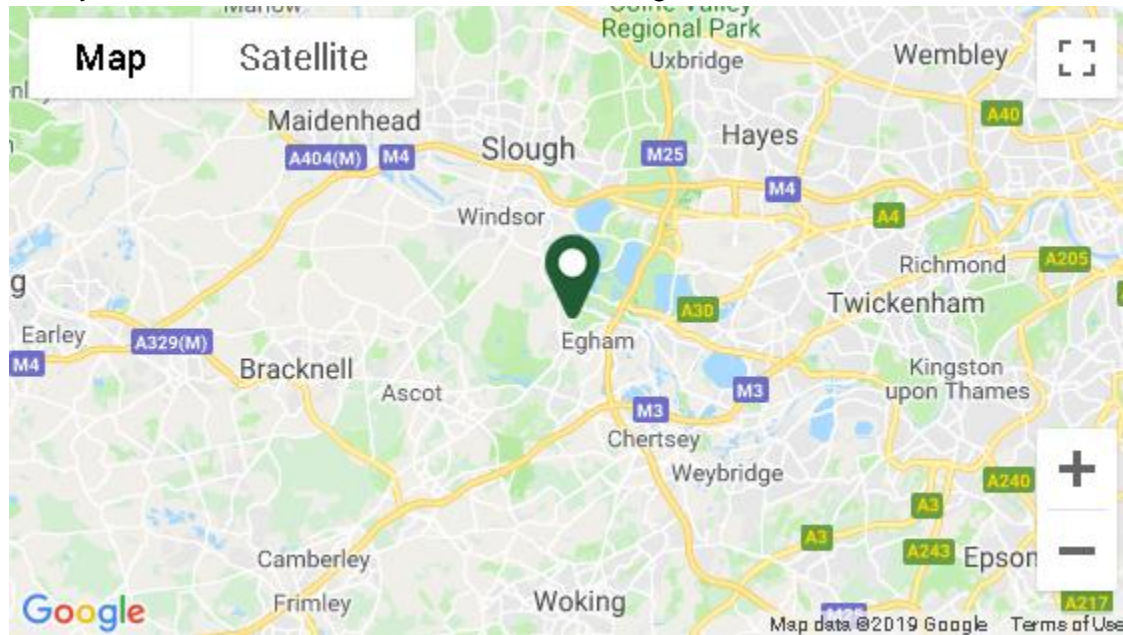 Map
Satellite
Regional Park
Uxbridge
Wembley
A40
Maidenhead
A404(M)
M4
Slough
M25
Hayes
M4
Windsor
A4
Richmond
A205
g
Earley
A329(M)
M4
A30
Twickenham
Egham
Bracknell
Ascot
Kingston
upon Thames
M3
M3
Chertsey
Weybridge
A240
A3
A3
A243
Epsom
Camberley
Frimley
Woking
M25
A217
Google
Map data ©2019 Google
Terms of Use